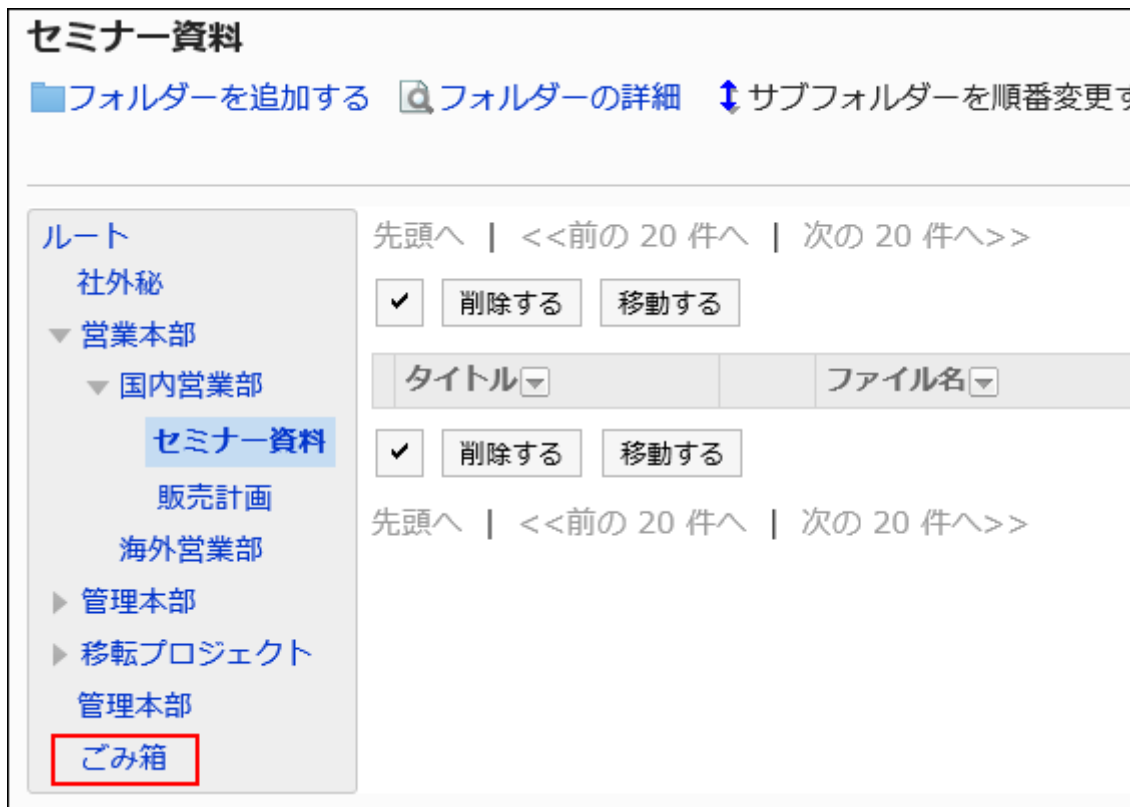 セミナー資料
フォルダーを追加する フォルダーの詳細 サブフォルダーを順番変更す
ルート
社外秘
営業本部
国内営業部
セミナー資料
販売計画
海外営業部
管理本部
移転プロジェクト
管理本部
ごみ箱
先頭へ | <<前の 20 件へ | 次の 20 件へ>>
削除する 移動する
タイトル ファイル名
削除する 移動する
先頭へ | <<前の 20 件へ | 次の 20 件へ>>